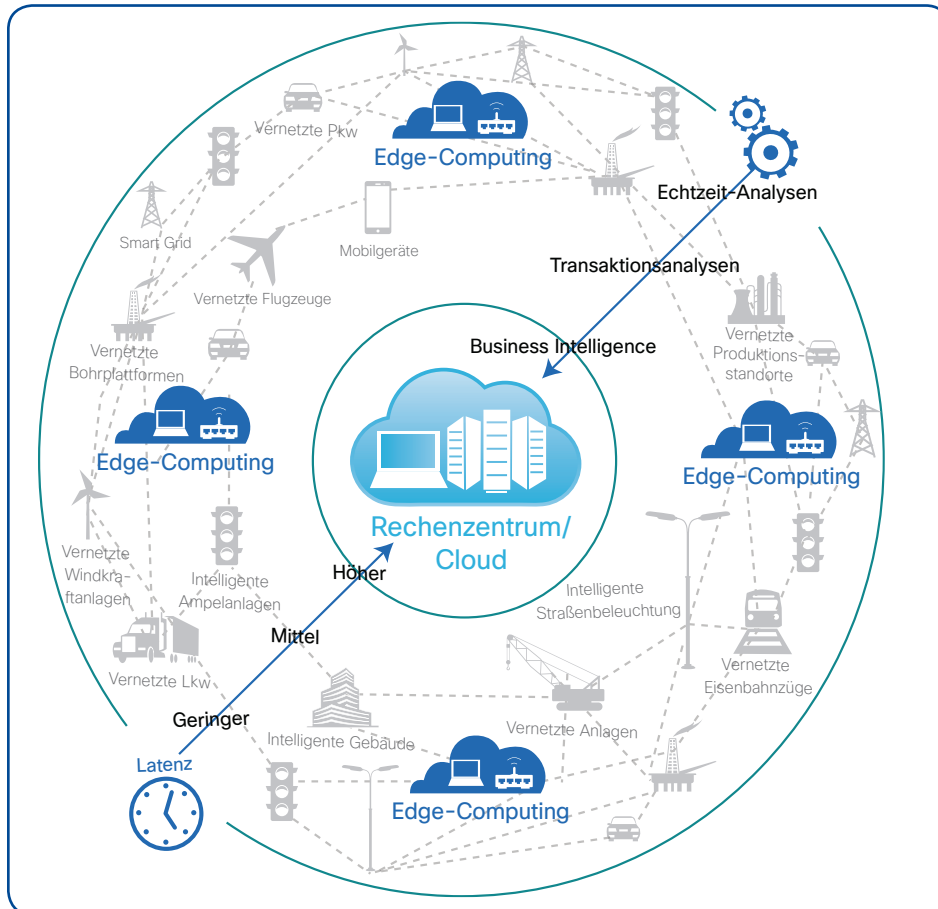 Vernetzte Pkw
Edge-Computing
Echtzeit-Analysen
Smart Grid
Mobilgeräte
Transaktionsanalysen
Vernetzte Flugzeuge
Business Intelligence
Vernetzte
Bohrplattformen
Vernetzte
Produktions-
standorte
Edge-Computing
Edge-Computing
Rechenzentrum/
Cloud
Vernetzte
Windkra-
ftanlagen
Intelligente
Ampelanlagen
Höher
Intelligente
Straßenbeleuchtung
Mittel
Vernetzte
Eisenbahnzüge
Vernetzte Lkw
Geringer
Intelligente Gebäude
Vernetzte Anlagen
Latenz
Edge-Computing